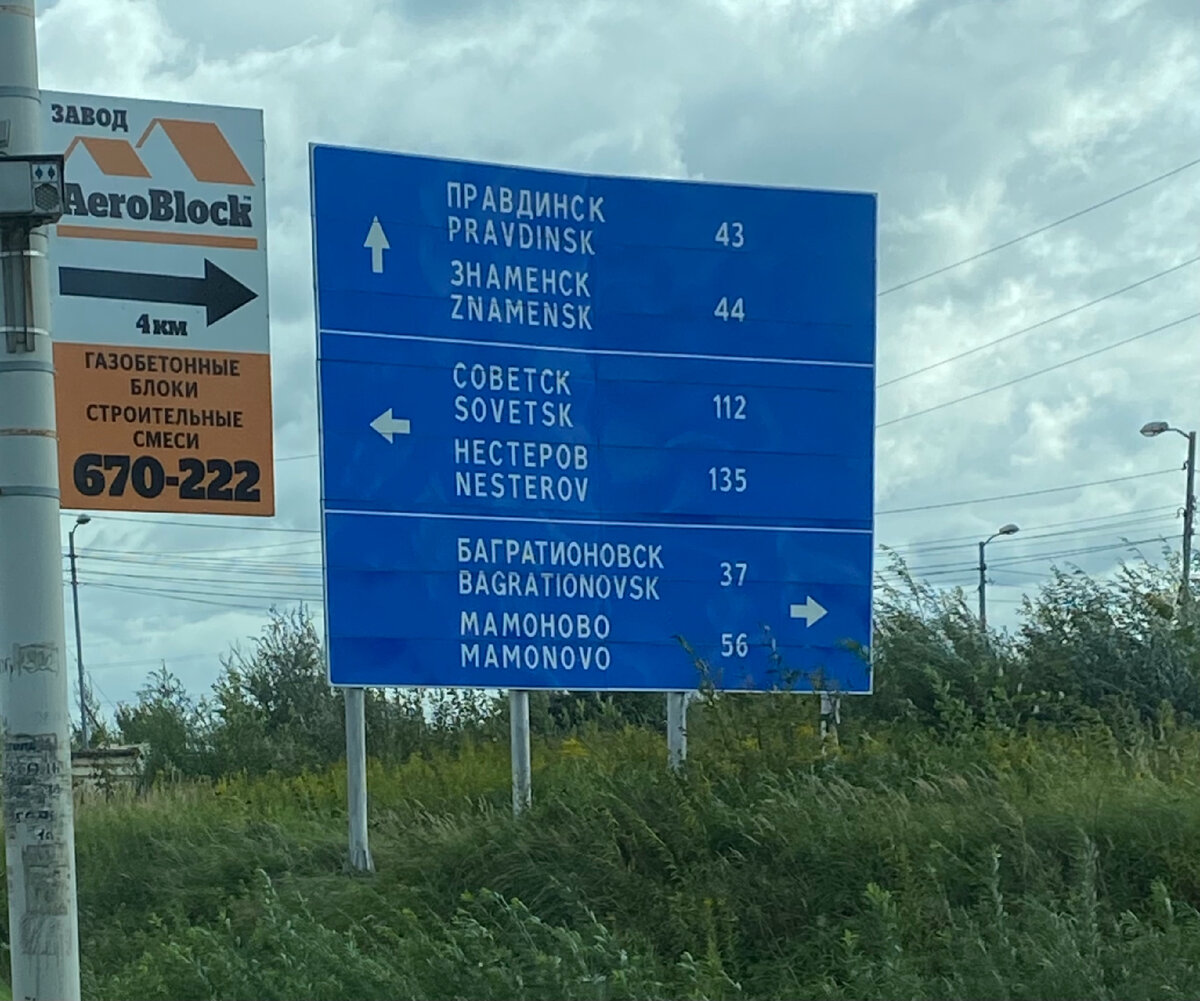 ЗАВОД
AeroBlock™
4км
ГАЗОБЕТОННЫЕ
БЛОКИ
СТРОИТЕЛЬНЫЕ
СМЕСИ
670-222
ПРАВДИНСК
PRAVDINSK 43
ЗНАМЕНСК
ZNAMENSK 44
СОВЕТСК
SOVETSK 112
НЕСТЕРОВ
NESTEROV 135
БАГРАТИОНОВСК
BAGRATIONOVSK 37
МАМОНОВО
MAMONOVO 56